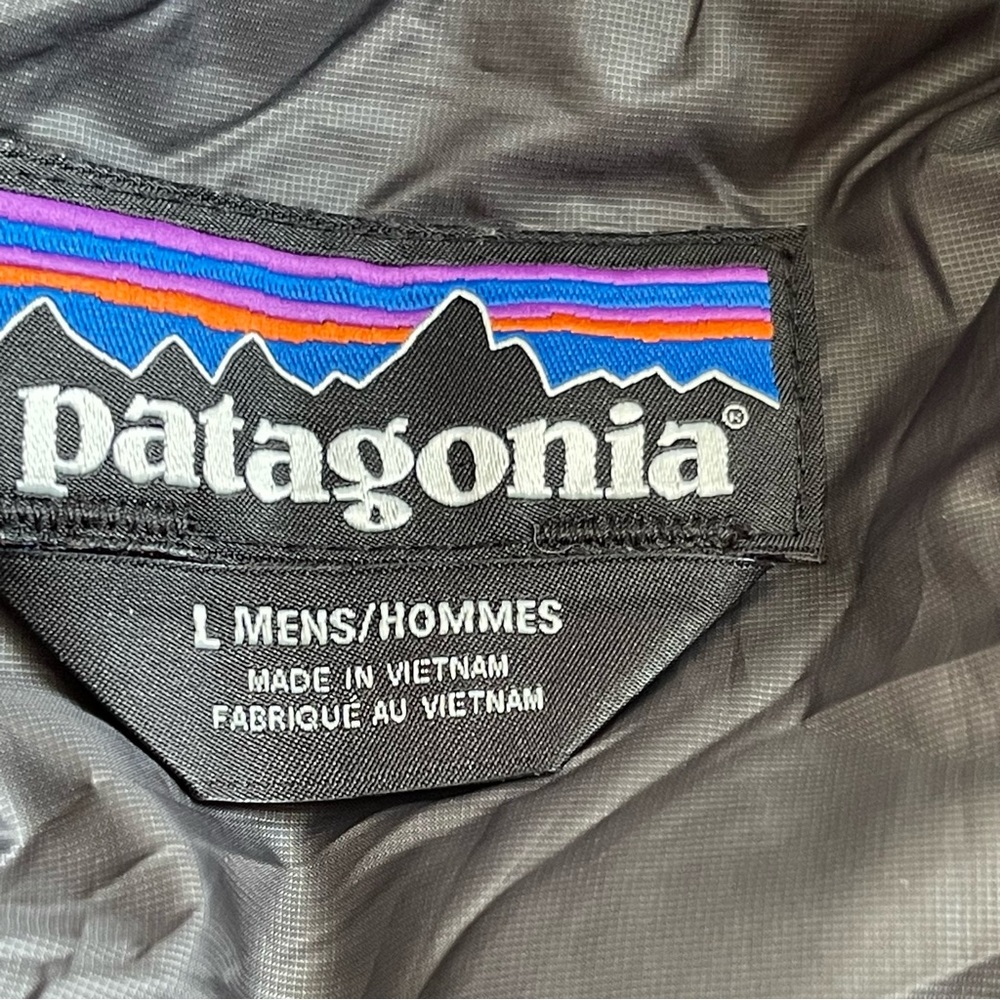 patagonia®
L MENS/HOMMES
MADE IN VIETNAM
FABRIQUÉ AU VIETNAM